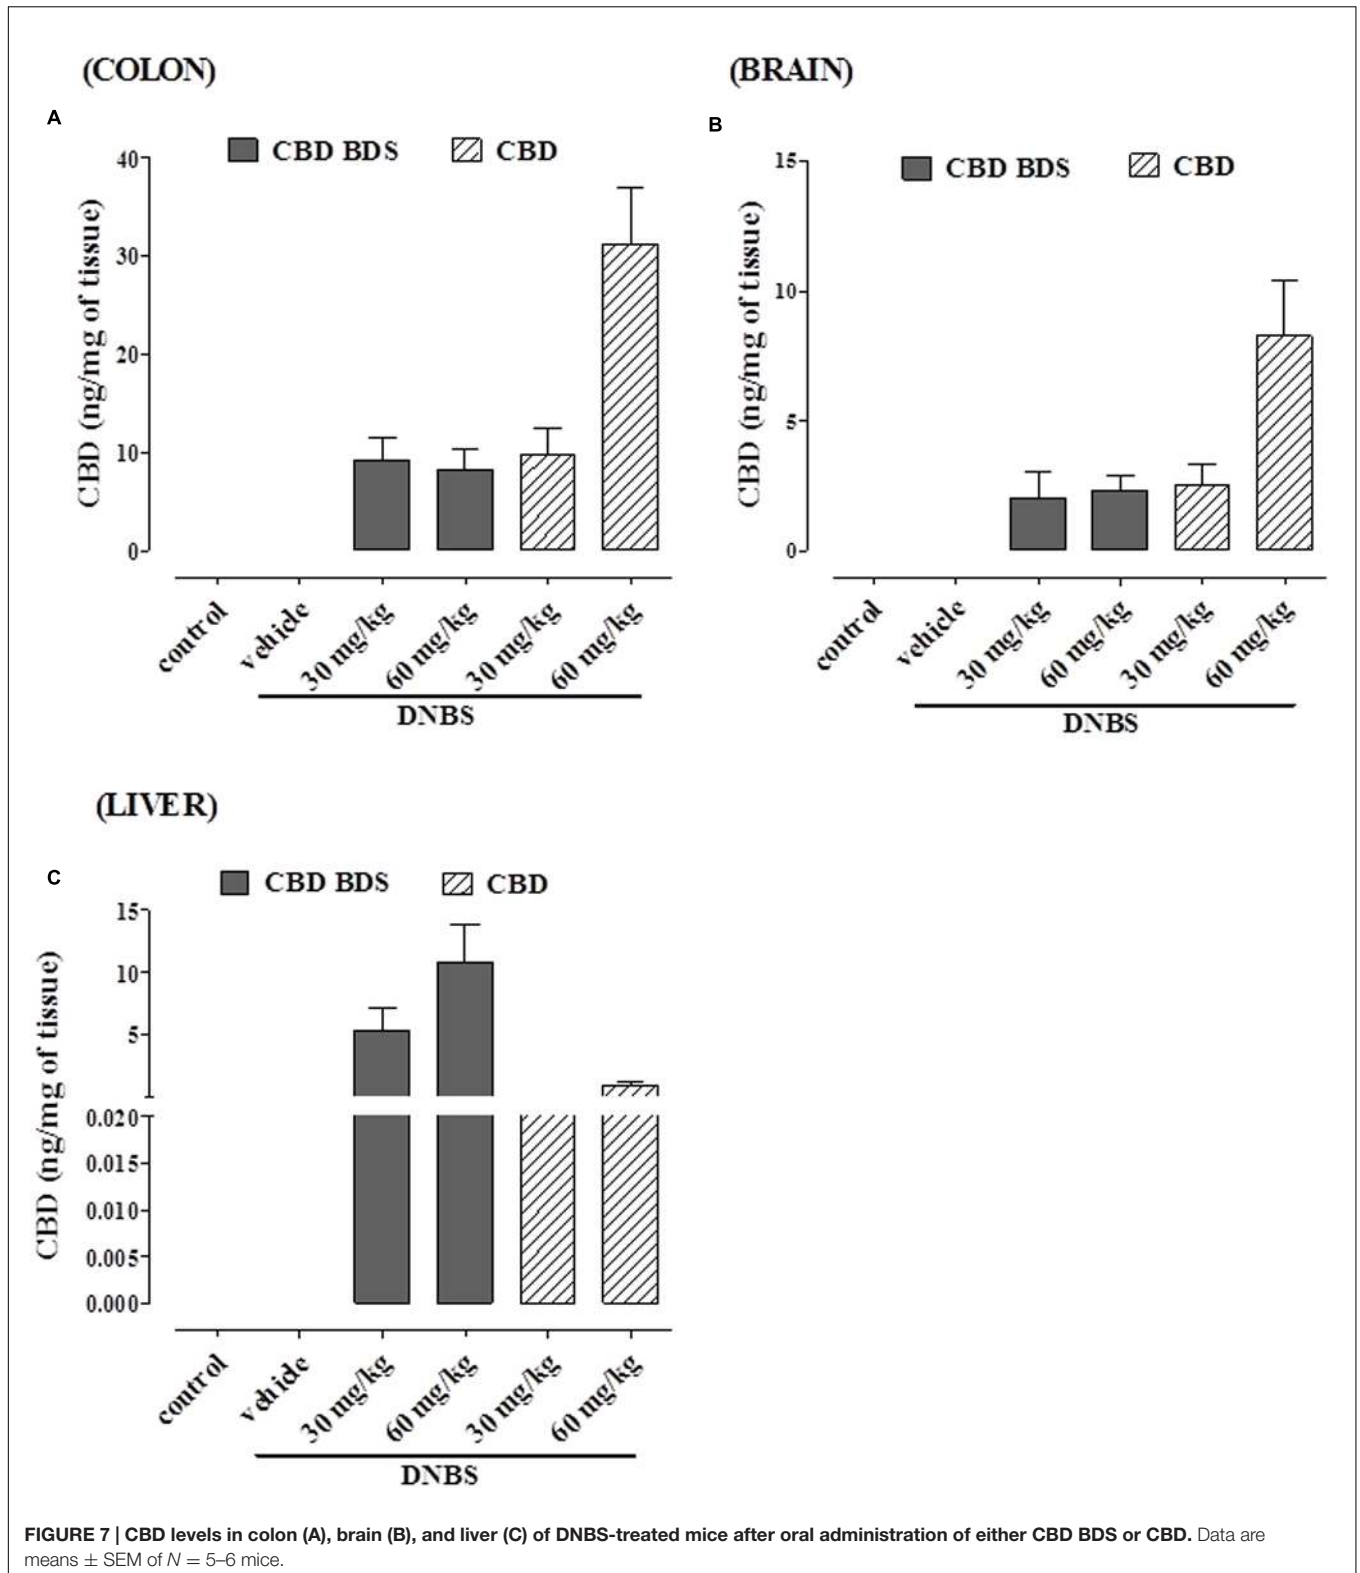 (COLON)
A
CBD BDS
CBD
40
30
20
10
0
CBD (ng/mg of tissue)
control
vehicle
30 mg/kg
60 mg/kg
30 mg/kg
60 mg/kg
DNBS
(BRAIN)
B
CBD BDS
CBD
15
10
5
0
CBD (ng/mg of tissue)
control
vehicle
30 mg/kg
60 mg/kg
30 mg/kg
60 mg/kg
DNBS
(LIVER)
C
CBD BDS
CBD
15
10
5
0.020
0.015
0.010
0.005
0.000
CBD (ng/mg of tissue)
control
vehicle
30 mg/kg
60 mg/kg
30 mg/kg
60 mg/kg
DNBS
FIGURE 7 | CBD levels in colon (A), brain (B), and liver (C) of DNBS-treated mice after oral administration of either CBD BDS or CBD. Data are
means ± SEM of N = 5–6 mice.